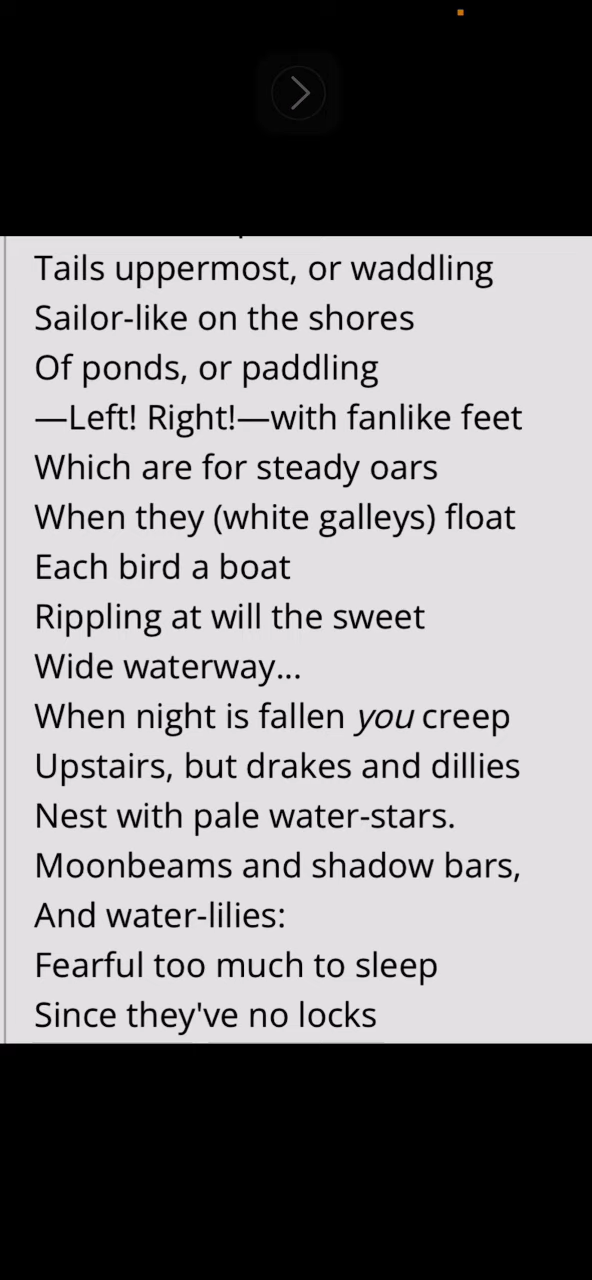 Tails uppermost, or waddling
Sailor-like on the shores
Of ponds, or paddling
—Left! Right!—with fanlike feet
Which are for steady oars
When they (white galleys) float
Each bird a boat
Rippling at will the sweet
Wide waterway...
When night is fallen you creep
Upstairs, but drakes and dillies
Nest with pale water-stars.
Moonbeams and shadow bars,
And water-lilies:
Fearful too much to sleep
Since they've no locks